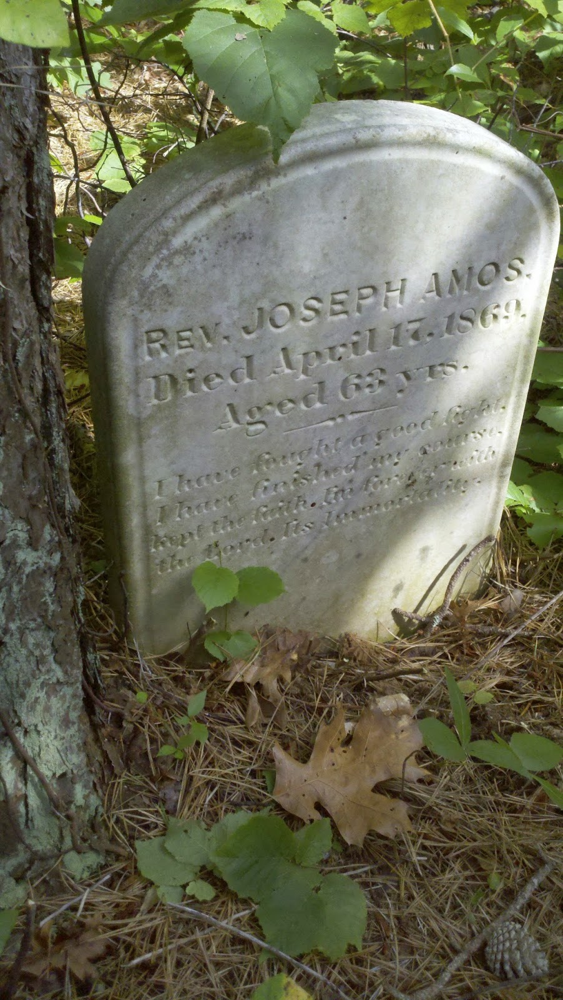 REV. JOSEPH AMOS.
Died April 17, 1869.
Aged 63 yrs.
I have fought a good fight.
I have finished my course.
kept the faith. I'm forever with
the Lord. Its Immortality.